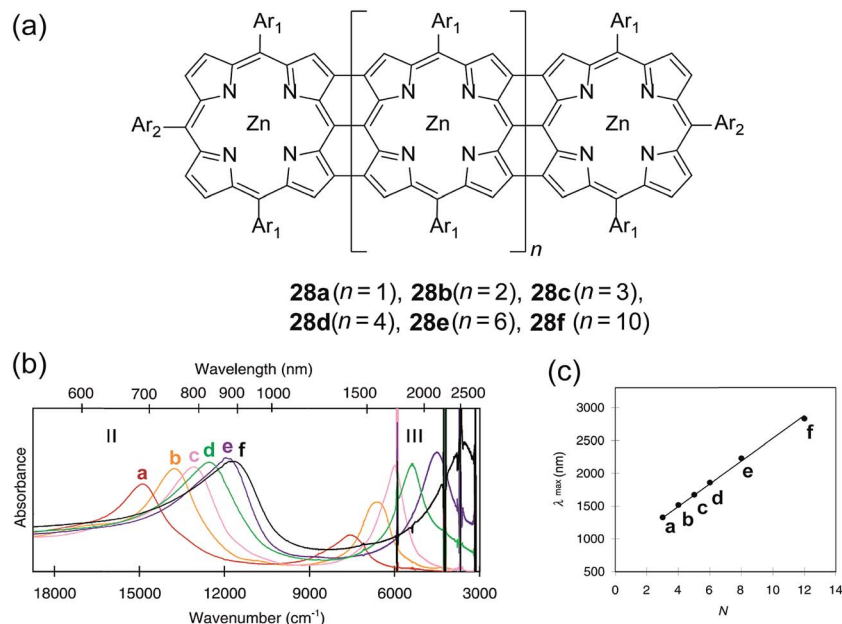 (a)
Ar1 Ar1 Ar1
N N N N N N
Ar2 Zn Zn Zn Ar2
N N N N N N
Ar1 Ar1 Ar1
n
28a (n = 1), 28b(n = 2), 28c (n = 3),
28d(n = 4), 28e(n = 6), 28f (n = 10)
(b)
Wavelength (nm)
600 700 800 900 1000 1500 2000 2500
II III
a b c d e f
Absorbance
18000 15000 12000 9000 6000 3000
Wavenumber (cm-1)
(c)
3000
2500
2000
1500
1000
500
λ max (nm)
a b c d e f
0 2 4 6 8 10 12 14
N